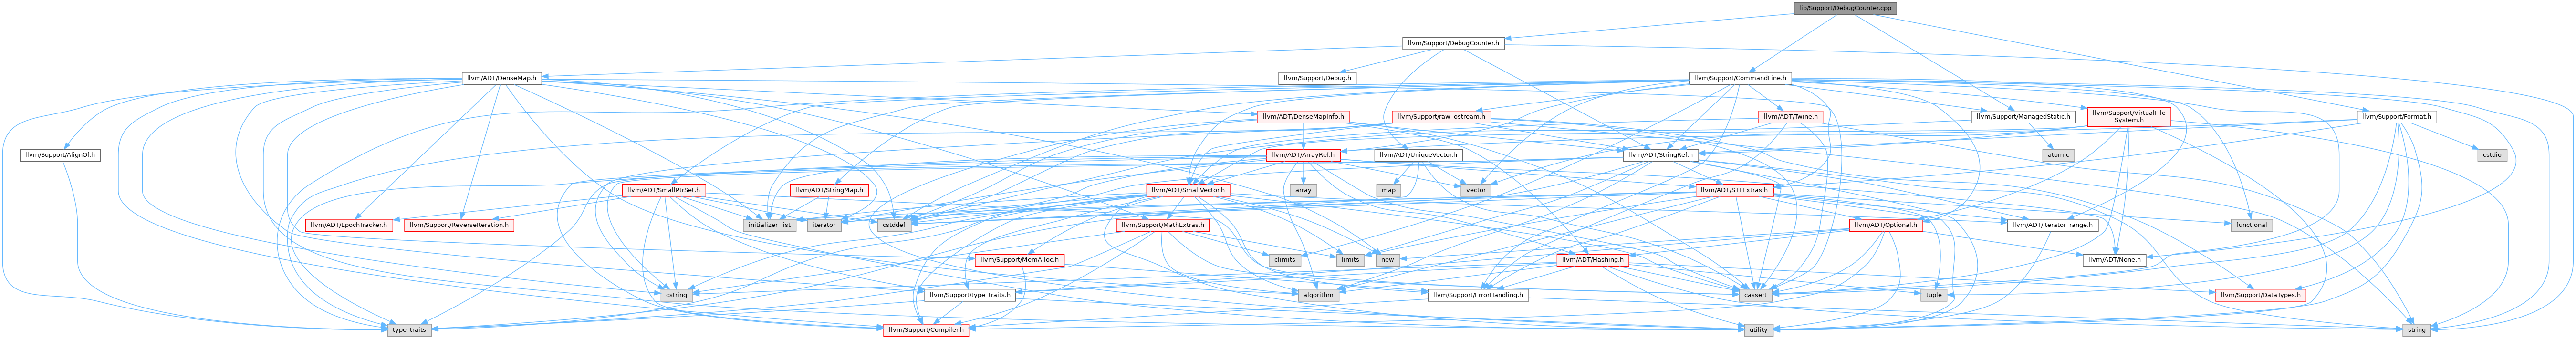 lib/Support/DebugCounter.cpp
llvm/Support/DebugCounter.h
llvm/ADT/DenseMap.h
llvm/Support/Debug.h
llvm/Support/CommandLine.h
llvm/ADT/DenseMapInfo.h
llvm/Support/raw_ostream.h
llvm/ADT/Twine.h
llvm/Support/ManagedStatic.h
llvm/Support/VirtualFile
System.h
llvm/Support/Format.h
llvm/Support/AlignOf.h
llvm/ADT/ArrayRef.h
llvm/ADT/UniqueVector.h
llvm/ADT/StringRef.h
atomic
cstdio
llvm/ADT/SmallPtrSet.h
llvm/ADT/StringMap.h
llvm/ADT/SmallVector.h
array
map
vector
llvm/ADT/STLExtras.h
llvm/ADT/EpochTracker.h
llvm/Support/ReverseIteration.h
initializer_list
iterator
cstddef
llvm/Support/MathExtras.h
llvm/ADT/Optional.h
llvm/ADT/iterator_range.h
functional
llvm/Support/MemAlloc.h
climits
limits
new
llvm/ADT/Hashing.h
llvm/ADT/None.h
cstring
llvm/Support/type_traits.h
algorithm
llvm/Support/ErrorHandling.h
cassert
tuple
llvm/Support/DataTypes.h
type_traits
llvm/Support/Compiler.h
utility
string